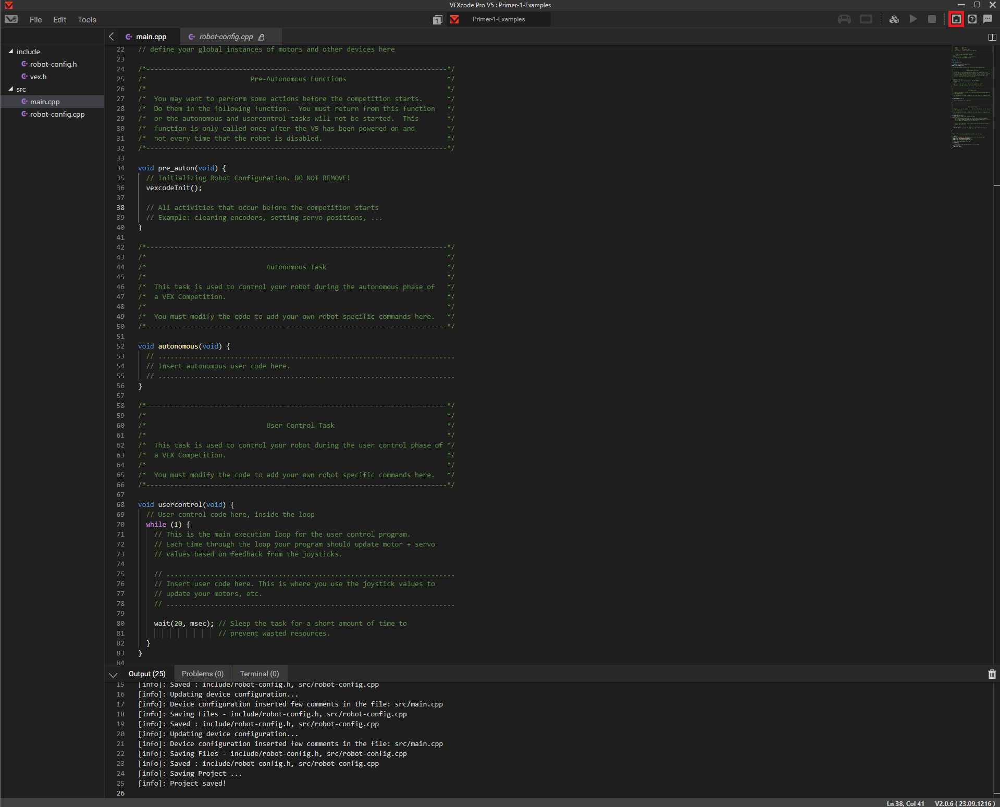 VEXcode Pro V5 : Primer-1-Examples
File Edit Tools
1 Primer-1-Examples
main.cpp robot-config.cpp
include
robot-config.h
vex.h
src
main.cpp
robot-config.cpp
22 // define your global instances of motors and other devices here
23
24 /*---------------------------------------------------------------------------*/
25 /*                          Pre-Autonomous Functions                         */
26 /*                                                                           */
27 /*  You may want to perform some actions before the competition starts.      */
28 /*  Do them in the following function.  You must return from this function   */
29 /*  or the autonomous and usercontrol tasks will not be started.  This       */
30 /*  function is only called once after the V5 has been powered on and        */
31 /*  not every time that the robot is disabled.                               */
32 /*---------------------------------------------------------------------------*/
33
34 void pre_auton(void) {
35   // Initializing Robot Configuration. DO NOT REMOVE!
36   vexcodeInit();
37
38   // All activities that occur before the competition starts
39   // Example: clearing encoders, setting servo positions, ...
40 }
41
42 /*---------------------------------------------------------------------------*/
43 /*                                                                           */
44 /*                              Autonomous Task                              */
45 /*                                                                           */
46 /*  This task is used to control your robot during the autonomous phase of   */
47 /*  a VEX Competition.                                                       */
48 /*                                                                           */
49 /*  You must modify the code to add your own robot specific commands here.   */
50 /*---------------------------------------------------------------------------*/
51
52 void autonomous(void) {
53   // ..........................................................................
54   // Insert autonomous user code here.
55   // ..........................................................................
56 }
57
58 /*---------------------------------------------------------------------------*/
59 /*                                                                           */
60 /*                              User Control Task                            */
61 /*                                                                           */
62 /*  This task is used to control your robot during the user control phase of */
63 /*  a VEX Competition.                                                       */
64 /*                                                                           */
65 /*  You must modify the code to add your own robot specific commands here.   */
66 /*---------------------------------------------------------------------------*/
67
68 void usercontrol(void) {
69   // User control code here, inside the loop
70   while (1) {
71     // This is the main execution loop for the user control program.
72     // Each time through the loop your program should update motor + servo
73     // values based on feedback from the joysticks.
74
75     // ........................................................................
76     // Insert user code here. This is where you use the joystick values to
77     // update your motors, etc.
78     // ........................................................................
79
80     wait(20, msec); // Sleep the task for a short amount of time to
81                     // prevent wasted resources.
82   }
83 }
84
Output (25) Problems (0) Terminal (0)
15 [info]: Saved : include/robot-config.h, src/robot-config.cpp
16 [info]: Updating device configuration...
17 [info]: Device configuration inserted few comments in the file: src/main.cpp
18 [info]: Saving Files - include/robot-config.h, src/robot-config.cpp
19 [info]: Saved : include/robot-config.h, src/robot-config.cpp
20 [info]: Updating device configuration...
21 [info]: Device configuration inserted few comments in the file: src/main.cpp
22 [info]: Saving Files - include/robot-config.h, src/robot-config.cpp
23 [info]: Saved : include/robot-config.h, src/robot-config.cpp
24 [info]: Saving Project ...
25 [info]: Project saved!
26
Ln 38, Col 41 V2.0.6 ( 23.09.1216 )